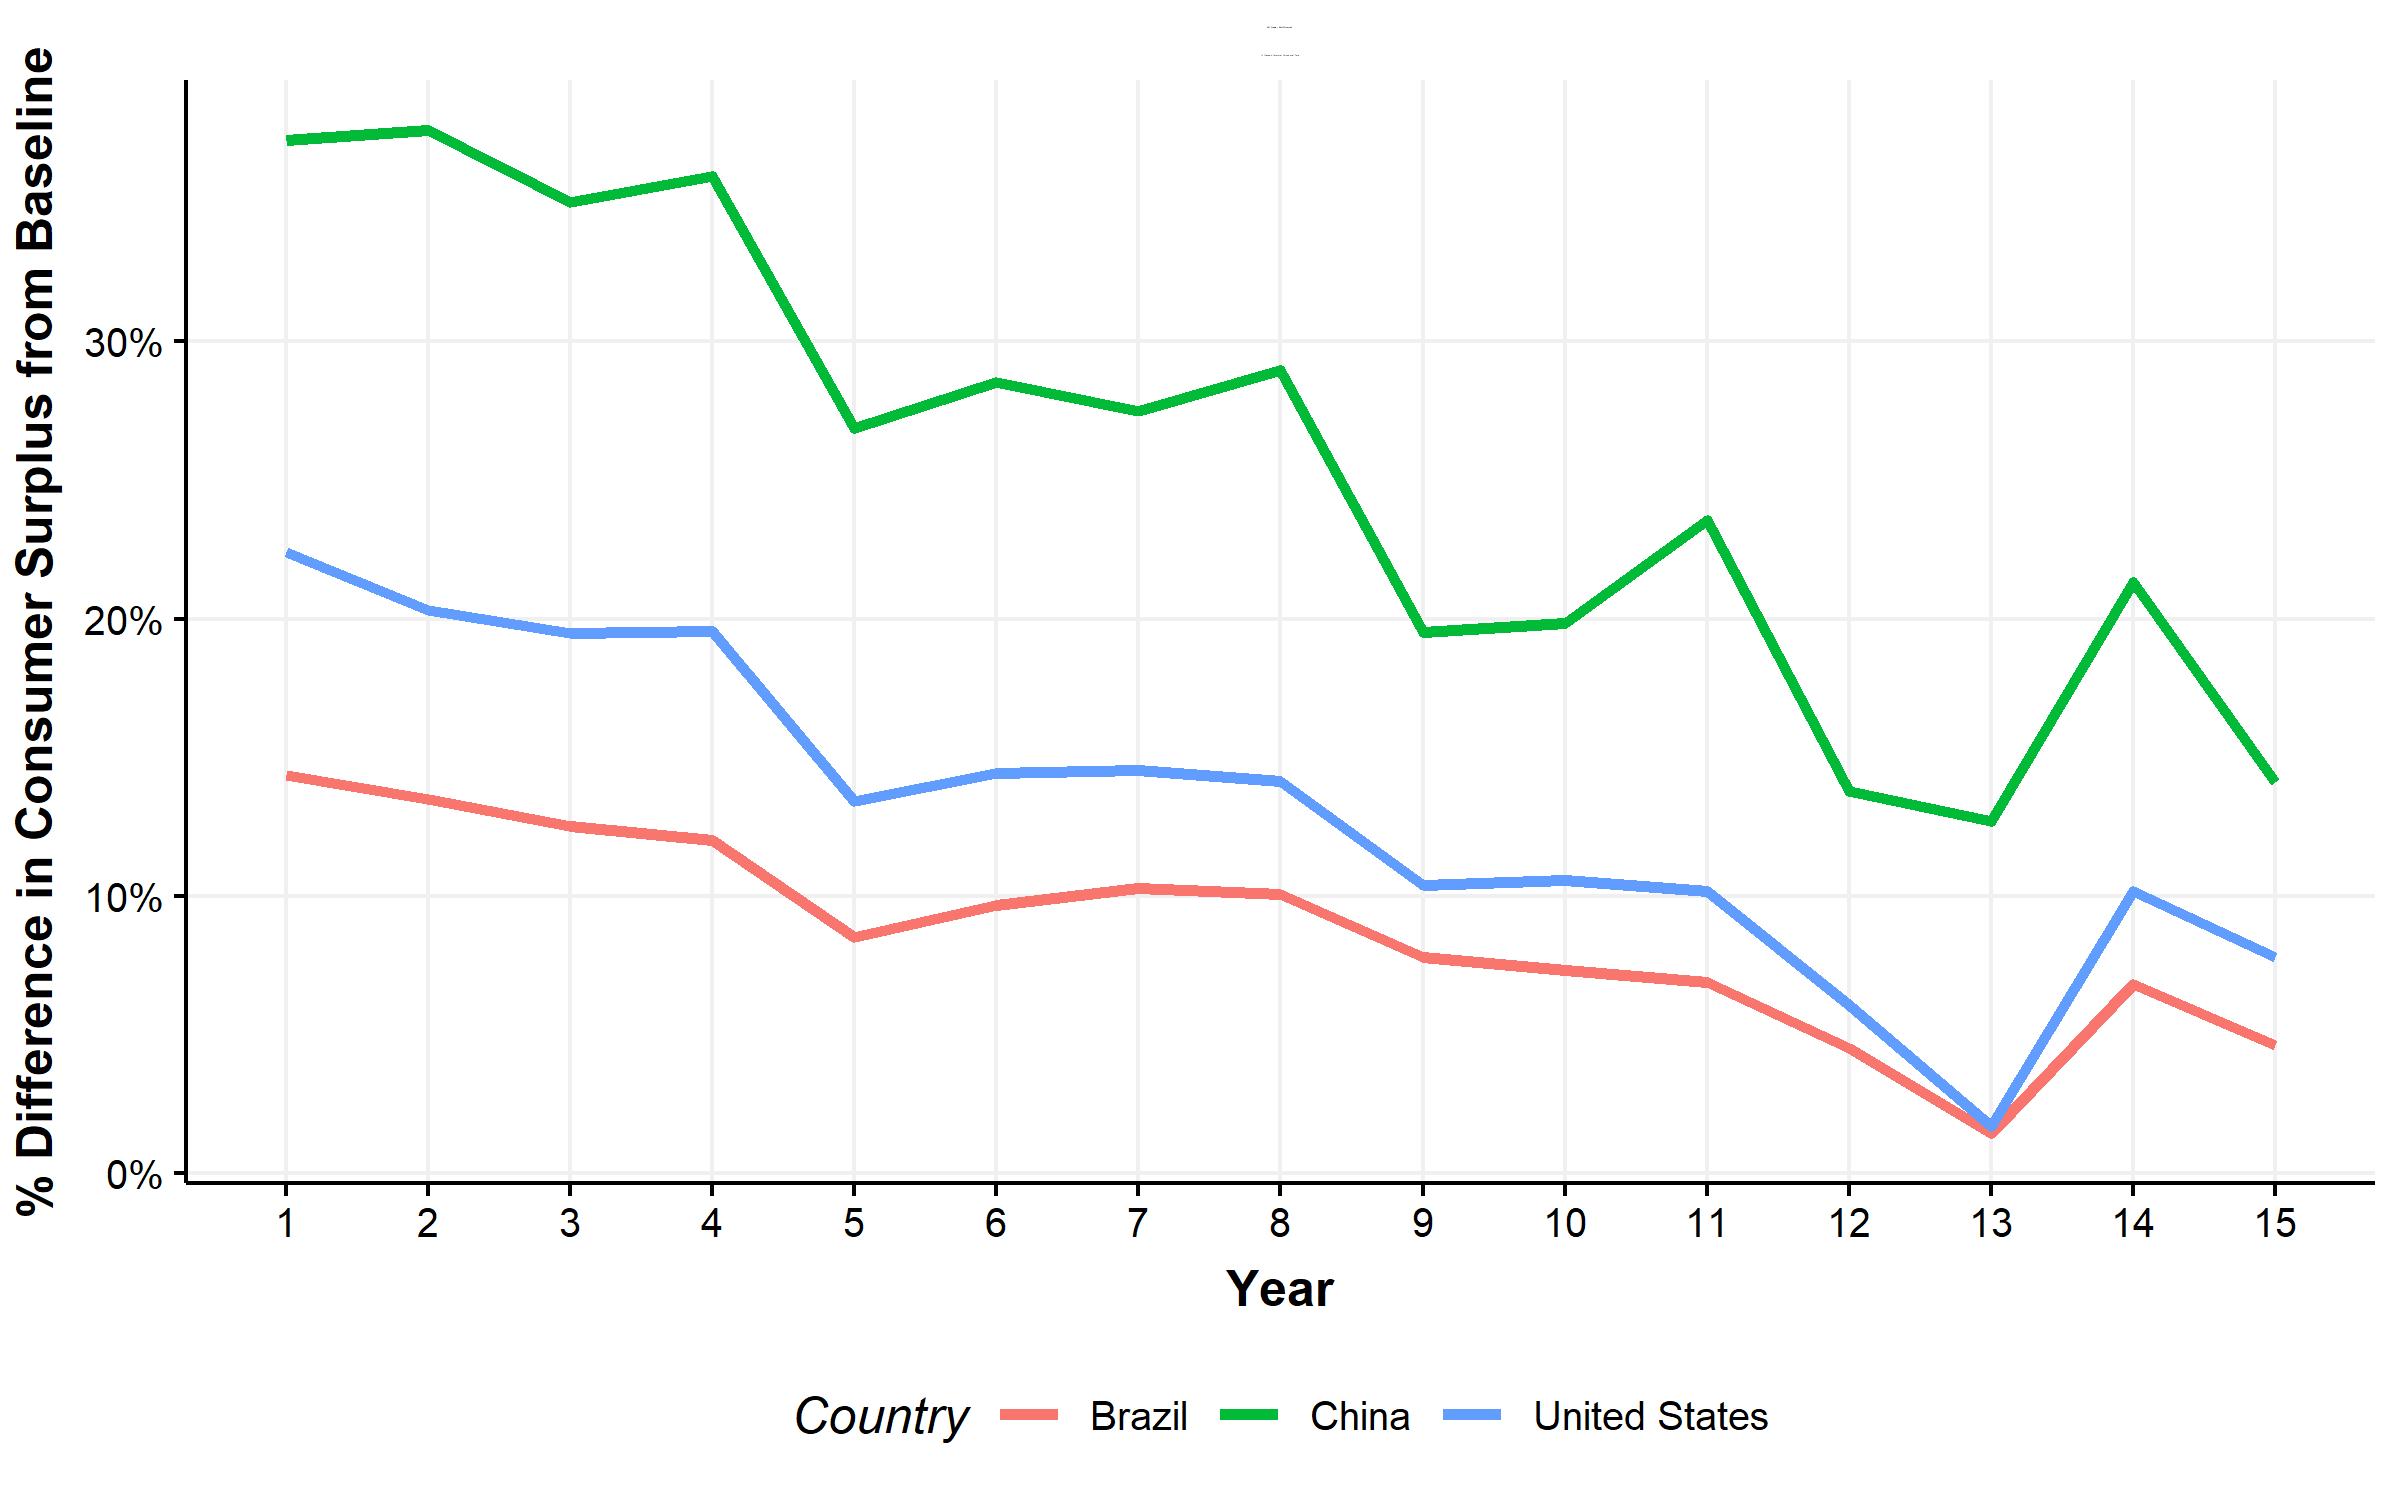 % Difference in Consumer Surplus from Baseline
30%
20%
10%
0%
1 2 3 4 5 6 7 8 9 10 11 12 13 14 15
Year
Country Brazil China United States